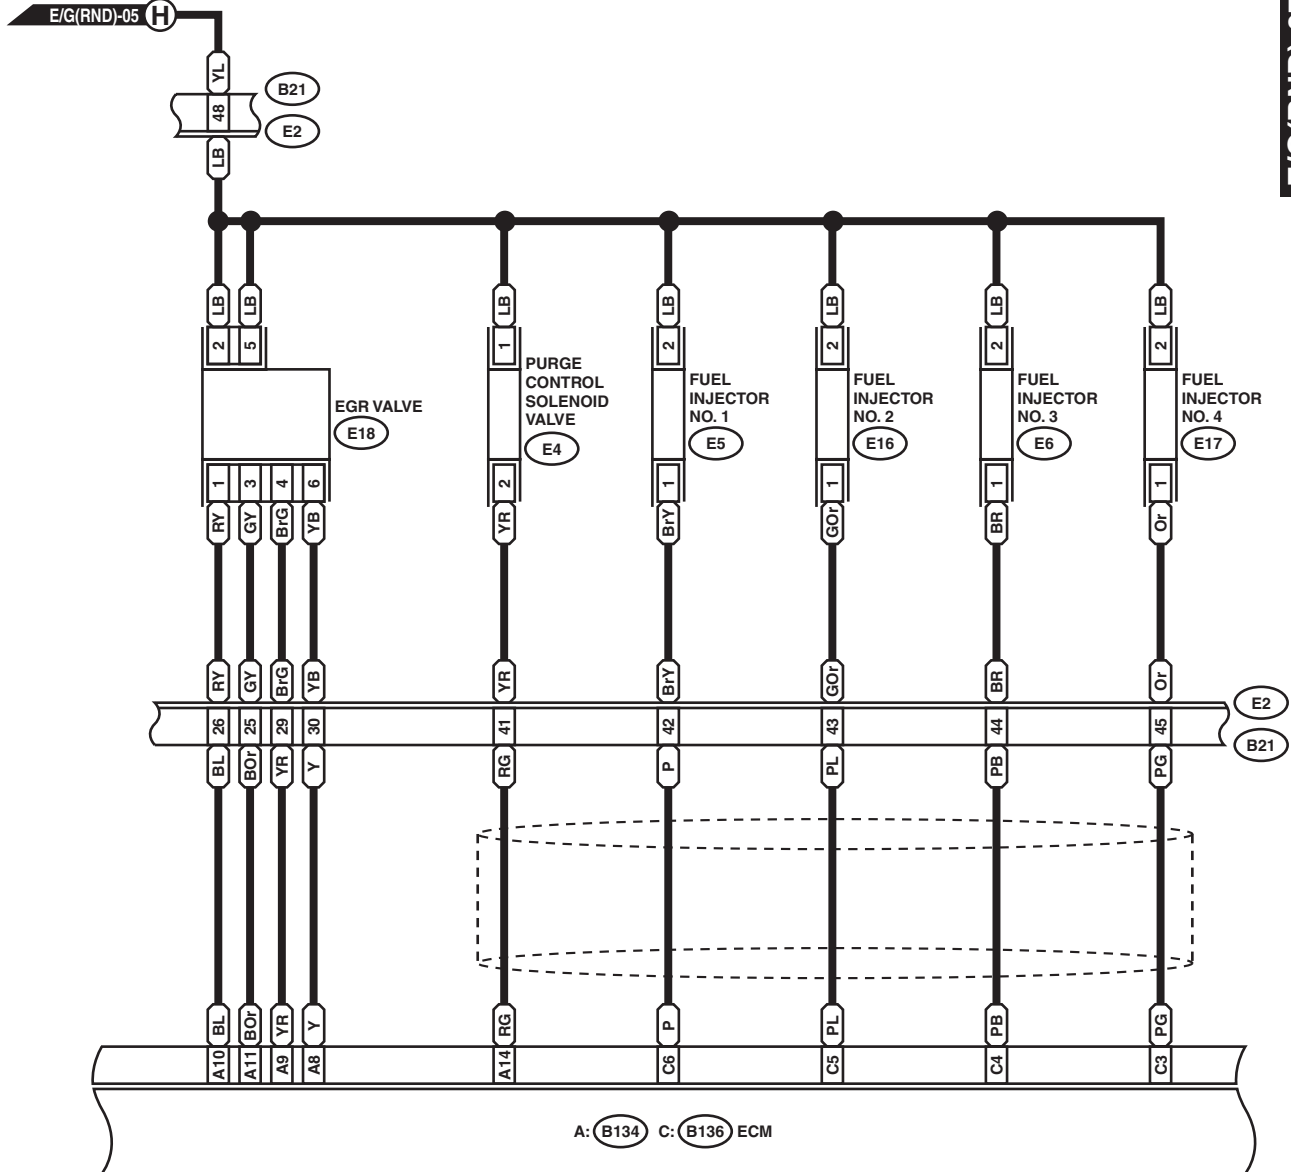 E/G(RND)-05 H
YL
B21
48
E2
LB
LB LB LB LB LB LB LB
2 5 1 2 2 2 2
PURGE
CONTROL
SOLENOID
VALVE
E4
EGR VALVE
E18
FUEL
INJECTOR
NO. 1
E5
FUEL
INJECTOR
NO. 2
E16
FUEL
INJECTOR
NO. 3
E6
FUEL
INJECTOR
NO. 4
E17
1 3 4 6 2 1 1 1 1
RY GY BrG YB YR BrY GOr BR Or
RY GY BrG YB YR BrY GOr BR Or
E2
26 25 29 30 41 42 43 44 45
B21
BL BOr YR Y RG P PL PB PG
BL BOr YR Y RG P PL PB PG
A10 A11 A9 A8 A14 C6 C5 C4 C3
A: B134 C: B136 ECM